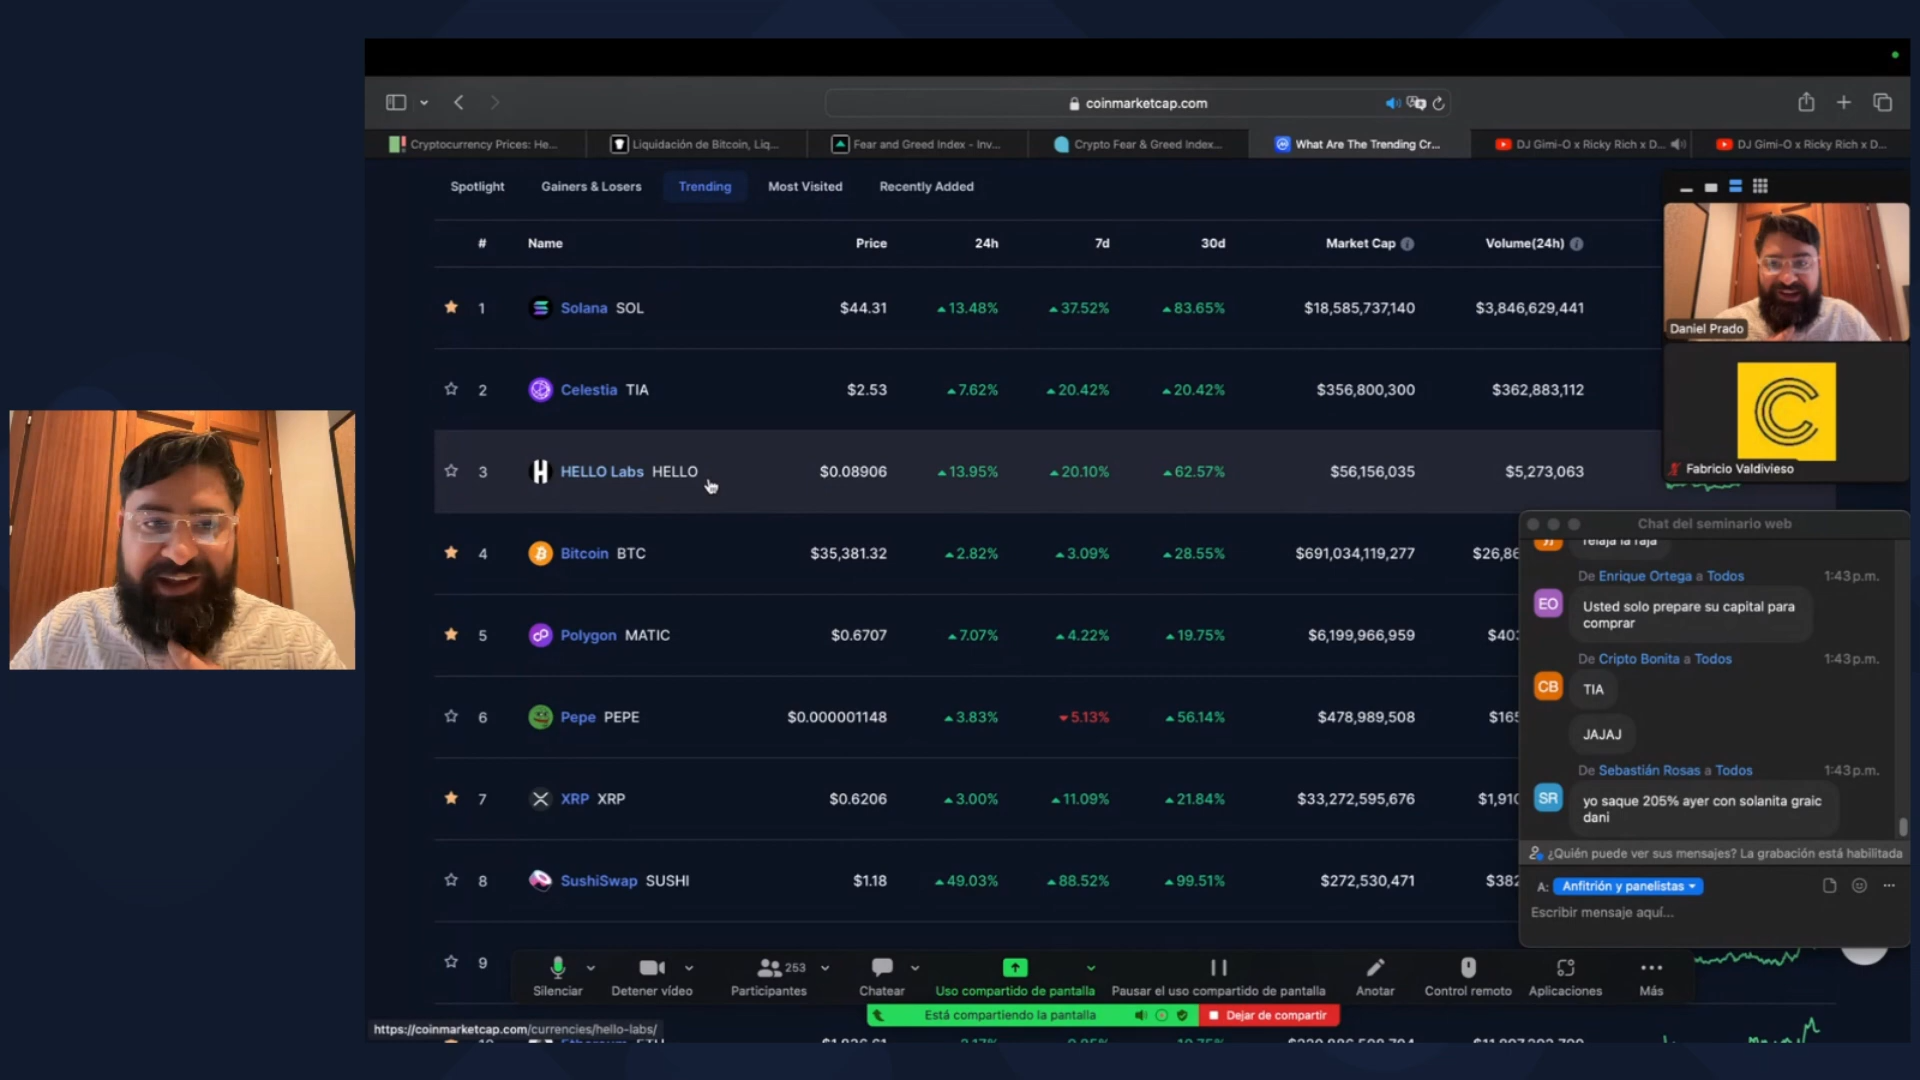 coinmarketcap.com
Cryptocurrency Prices: He...
Liquidación de Bitcoin, Liq...
Fear and Greed Index - Inv...
Crypto Fear & Greed Index...
What Are The Trending Cr...
DJ Gimi-O x Ricky Rich x D...
DJ Gimi-O x Ricky Rich x D...
Spotlight Gainers & Losers Trending Most Visited Recently Added
# Name Price 24h 7d 30d Market Cap Volume(24h)
1 Solana SOL $44.31 13.48% 37.52% 83.65% $18,585,737,140 $3,846,629,441
2 Celestia TIA $2.53 7.62% 20.42% 20.42% $356,800,300 $362,883,112
3 HELLO Labs HELLO $0.08906 13.95% 20.10% 62.57% $56,156,035 $5,273,063
4 Bitcoin BTC $35,381.32 2.82% 3.09% 28.55% $691,034,119,277 $26,86
5 Polygon MATIC $0.6707 7.07% 4.22% 19.75% $6,199,966,959 $403
6 Pepe PEPE $0.000001148 3.83% 5.13% 56.14% $478,989,508 $165
7 XRP XRP $0.6206 3.00% 11.09% 21.84% $33,272,595,676 $1,910
8 SushiSwap SUSHI $1.18 49.03% 88.52% 99.51% $272,530,471 $382
9
Daniel Prado
Fabricio Valdivieso
Chat del seminario web
relaja la raja
De Enrique Ortega a Todos 1:43 p.m.
EO
Usted solo prepare su capital para
comprar
De Cripto Bonita a Todos 1:43 p.m.
CB
TIA
JAJAJ
De Sebastián Rosas a Todos 1:43 p.m.
SR
yo saque 205% ayer con solanita graic
dani
¿Quién puede ver sus mensajes? La grabación está habilitada
A: Anfitrión y panelistas
Escribir mensaje aquí...
Silenciar
Detener vídeo
253
Participantes
Chatear
Uso compartido de pantalla
Pausar el uso compartido de pantalla
Anotar
Control remoto
Aplicaciones
Más
Está compartiendo la pantalla
Dejar de compartir
https://coinmarketcap.com/currencies/hello-labs/